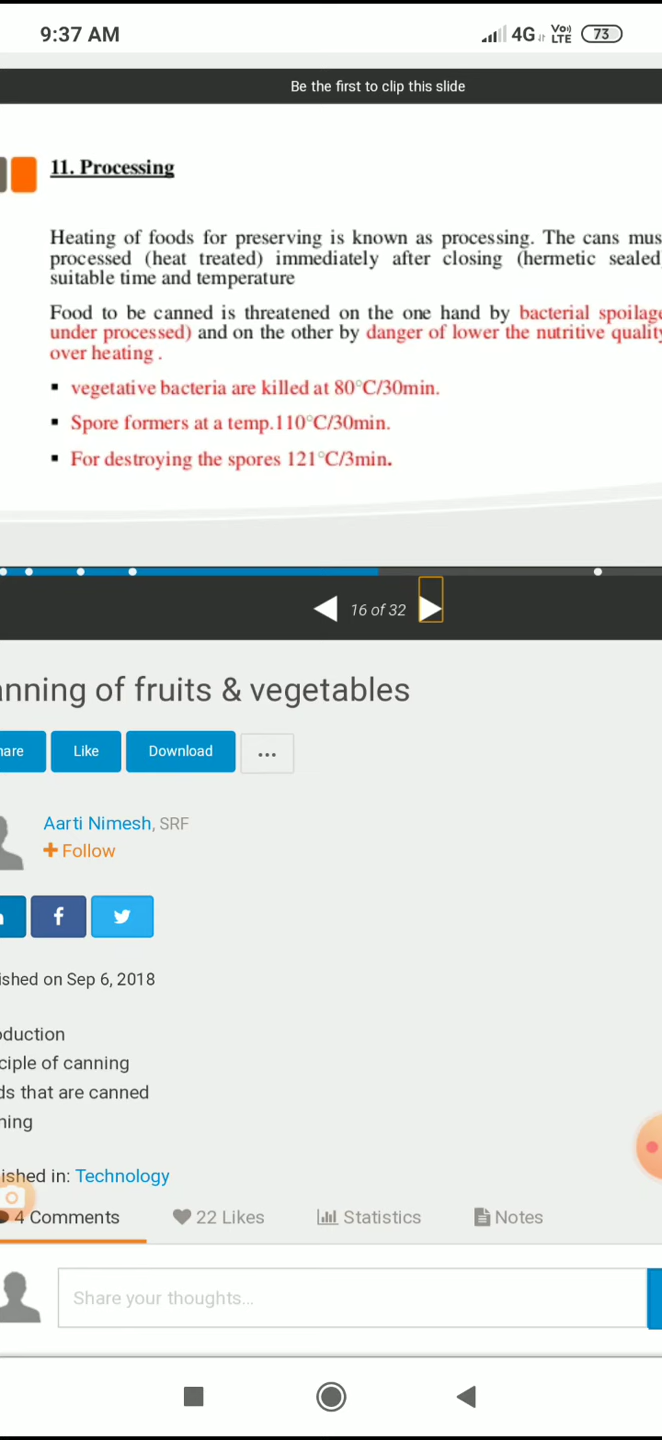 9:37 AM 4G Vo)) LTE 73
Be the first to clip this slide
11. Processing
Heating of foods for preserving is known as processing. The cans mus
processed (heat treated) immediately after closing (hermetic sealed
suitable time and temperature
Food to be canned is threatened on the one hand by bacterial spoilage
under processed) and on the other by danger of lower the nutritive quality
over heating .
▪ vegetative bacteria are killed at 80°C/30min.
▪ Spore formers at a temp.110°C/30min.
▪ For destroying the spores 121°C/3min.
16 of 32
anning of fruits & vegetables
hare Like Download ...
Aarti Nimesh, SRF
+ Follow
ished on Sep 6, 2018
oduction
ciple of canning
ds that are canned
ning
ished in: Technology
4 Comments 22 Likes Statistics Notes
Share your thoughts...